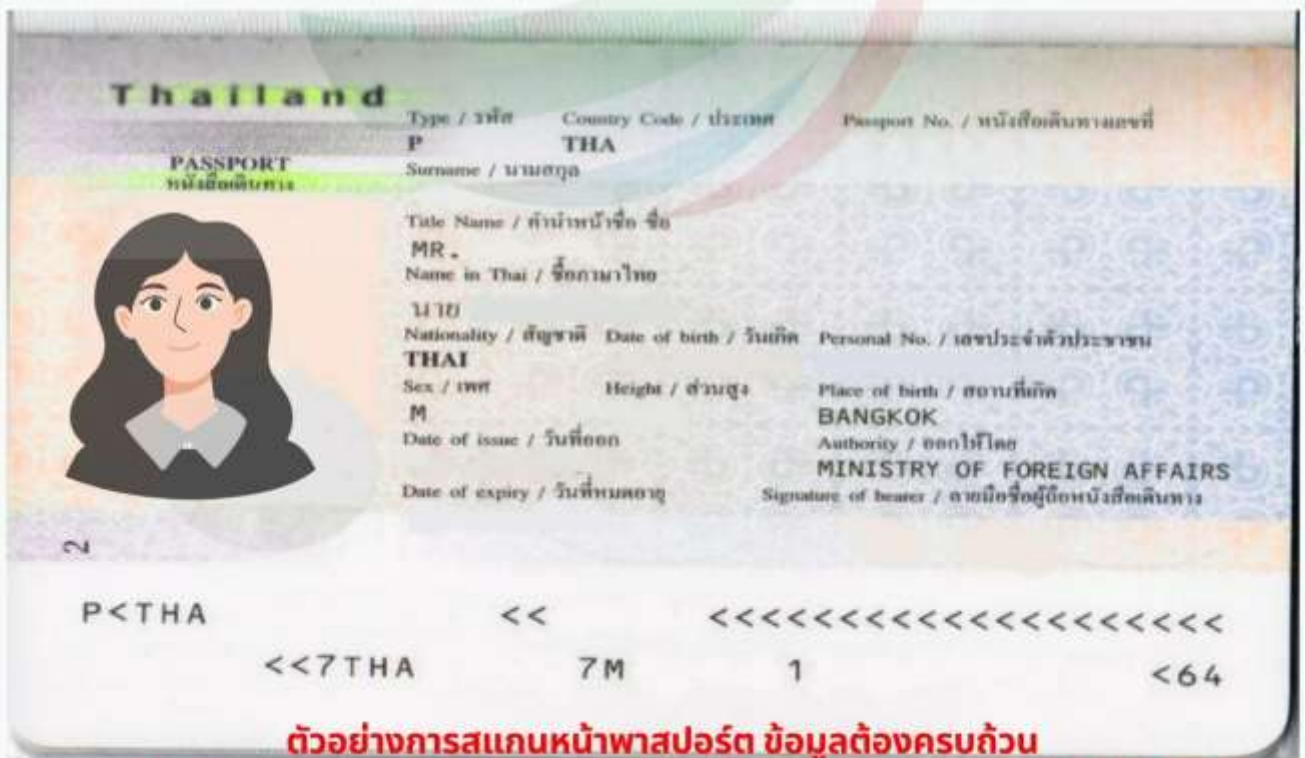 Thailand
Type / รหัส Country Code / ประเทศ Passport No. / หนังสือเดินทางเลขที่
P THA
PASSPORT
หนังสือเดินทาง
Surname / นามสกุล
Title Name / คำนำหน้าชื่อ ชื่อ
MR.
Name in Thai / ชื่อภาษาไทย
นาย
Nationality / สัญชาติ Date of birth / วันเกิด Personal No. / เลขประจำตัวประชาชน
THAI
Sex / เพศ Height / ส่วนสูง Place of birth / สถานที่เกิด
M BANGKOK
Date of issue / วันที่ออก Authority / ออกให้โดย
MINISTRY OF FOREIGN AFFAIRS
Date of expiry / วันที่หมดอายุ Signature of bearer / ลายมือชื่อผู้ถือหนังสือเดินทาง
2
P<THA << <<<<<<<<<<<<<<<<<<<<
<<7THA 7M 1 <64
ตัวอย่างการสแกนหน้าพาสปอร์ต ข้อมูลต้องครบถ้วน